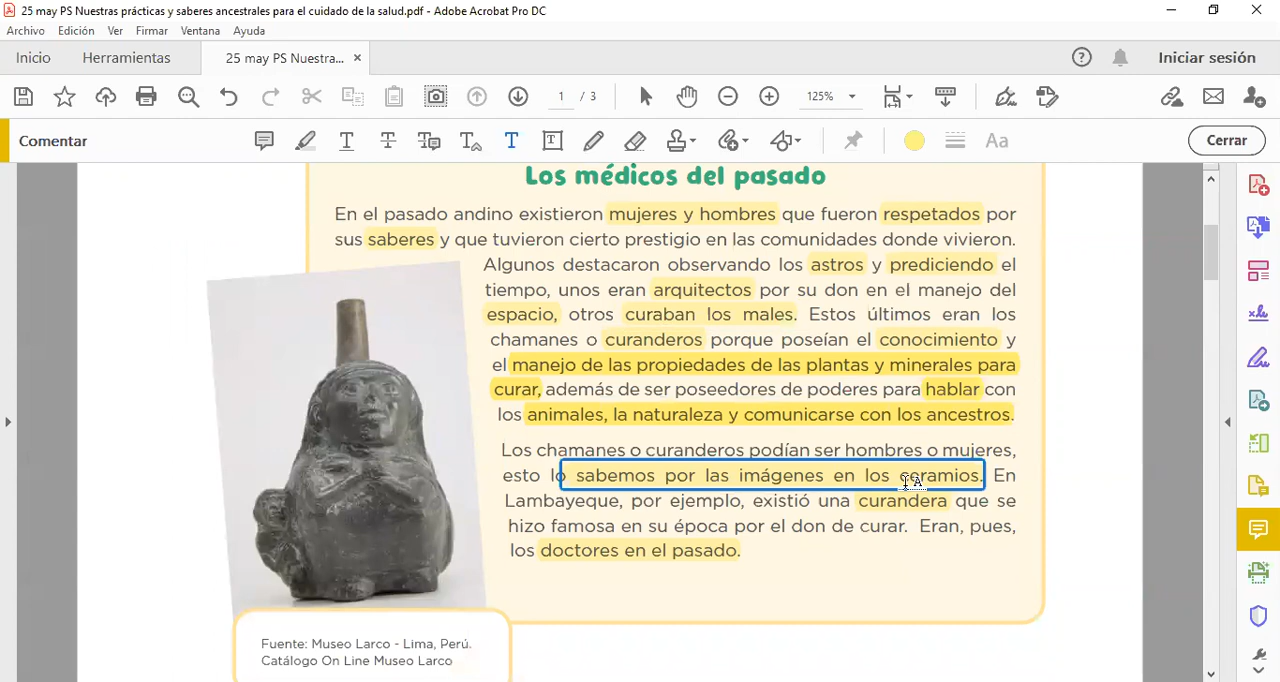 25 may PS Nuestras prácticas y saberes ancestrales para el cuidado de la salud.pdf - Adobe Acrobat Pro DC
Archivo Edición Ver Firmar Ventana Ayuda
Inicio Herramientas 25 may PS Nuestra... × Iniciar sesión
1 / 3 125%
Comentar Aa Cerrar
Los médicos del pasado
En el pasado andino existieron mujeres y hombres que fueron respetados por
sus saberes y que tuvieron cierto prestigio en las comunidades donde vivieron.
Algunos destacaron observando los astros y prediciendo el
tiempo, unos eran arquitectos por su don en el manejo del
espacio, otros curaban los males. Estos últimos eran los
chamanes o curanderos porque poseían el conocimiento y
el manejo de las propiedades de las plantas y minerales para
curar, además de ser poseedores de poderes para hablar con
los animales, la naturaleza y comunicarse con los ancestros.
Los chamanes o curanderos podían ser hombres o mujeres,
esto lo sabemos por las imágenes en los ceramios. En
Lambayeque, por ejemplo, existió una curandera que se
hizo famosa en su época por el don de curar. Eran, pues,
los doctores en el pasado.
Fuente: Museo Larco - Lima, Perú.
Catálogo On Line Museo Larco